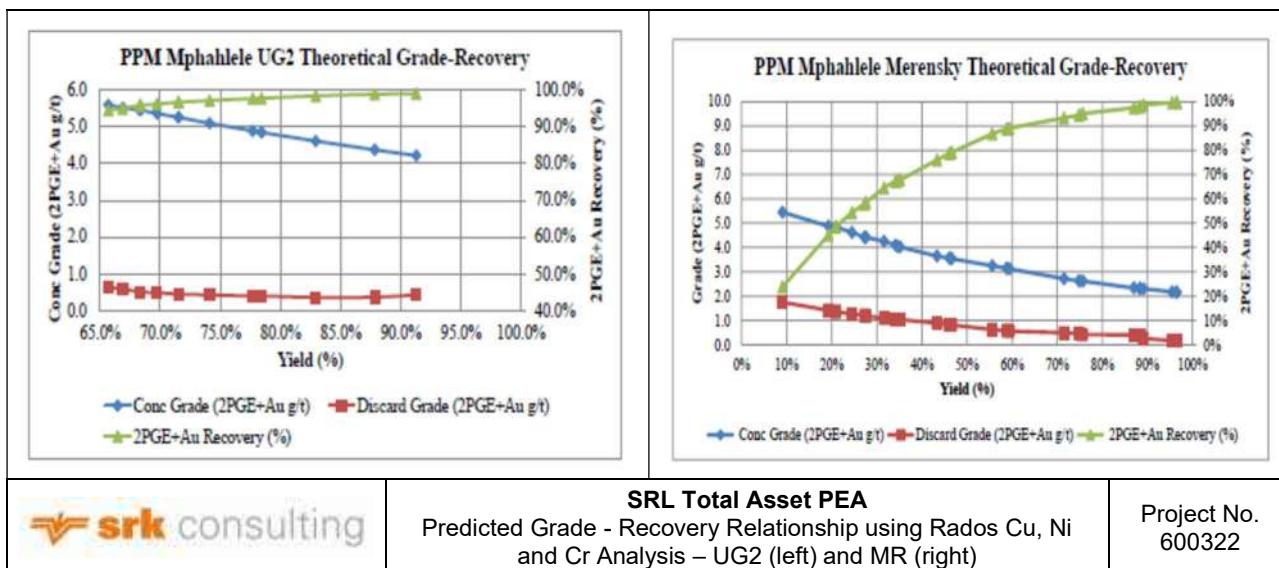 PPM Mphahlele UG2 Theoretical Grade-Recovery
6.0
5.0
4.0
3.0
2.0
1.0
0.0
Conc Grade (2PGE+Au g/t)
100.0%
90.0%
80.0%
70.0%
60.0%
50.0%
40.0%
2PGE+Au Recovery (%)
65.0% 70.0% 75.0% 80.0% 85.0% 90.0% 95.0% 100.0%
Yield (%)
Conc Grade (2PGE+Au g/t) Discard Grade (2PGE+Au g/t)
2PGE+Au Recovery (%)
PPM Mphahlele Merensky Theoretical Grade-Recovery
10.0
9.0
8.0
7.0
6.0
5.0
4.0
3.0
2.0
1.0
0.0
Grade (2PGE+Au g/t)
100%
90%
80%
70%
60%
50%
40%
30%
20%
10%
0%
2PGE+Au Recovery (%)
0% 10% 20% 30% 40% 50% 60% 70% 80% 90% 100%
Yield (%)
Conc Grade (2PGE+Au g/t) Discard Grade (2PGE+Au g/t) 2PGE+Au Recovery (%)
srk consulting
SRL Total Asset PEA
Predicted Grade - Recovery Relationship using Rados Cu, Ni
and Cr Analysis – UG2 (left) and MR (right)
Project No.
600322